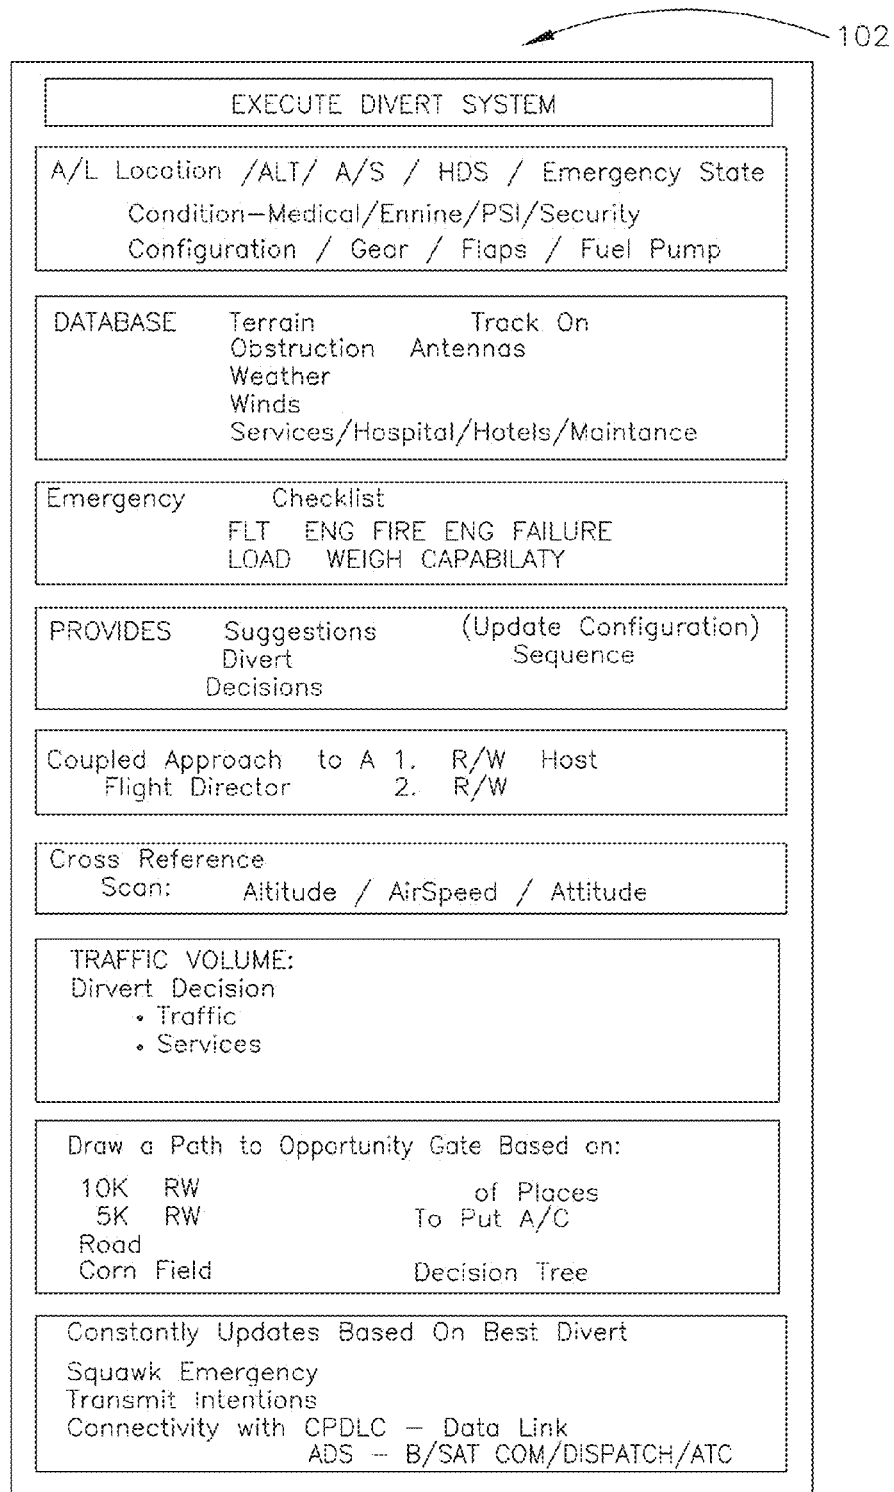 102
EXECUTE DIVERT SYSTEM
A/L Location /ALT/ A/S / HDS / Emergency State
Condition-Medical/Ennine/PSI/Security
Configuration / Gear / Flaps / Fuel Pump
DATABASE Terrain Track On
Obstruction Antennas
Weather
Winds
Services/Hospital/Hotels/Maintance
Emergency Checklist
FLT ENG FIRE ENG FAILURE
LOAD WEIGH CAPABILATY
PROVIDES Suggestions (Update Configuration)
Divert Sequence
Decisions
Coupled Approach to A 1. R/W Host
Flight Director 2. R/W
Cross Reference
Scan: Altitude / AirSpeed / Attitude
TRAFFIC VOLUME:
Dirvert Decision
• Traffic
• Services
Draw a Path to Opportunity Gate Based on:
10K RW of Places
5K RW To Put A/C
Road
Corn Field Decision Tree
Constantly Updates Based On Best Divert
Squawk Emergency
Transmit Intentions
Connectivity with CPDLC - Data Link
ADS - B/SAT COM/DISPATCH/ATC